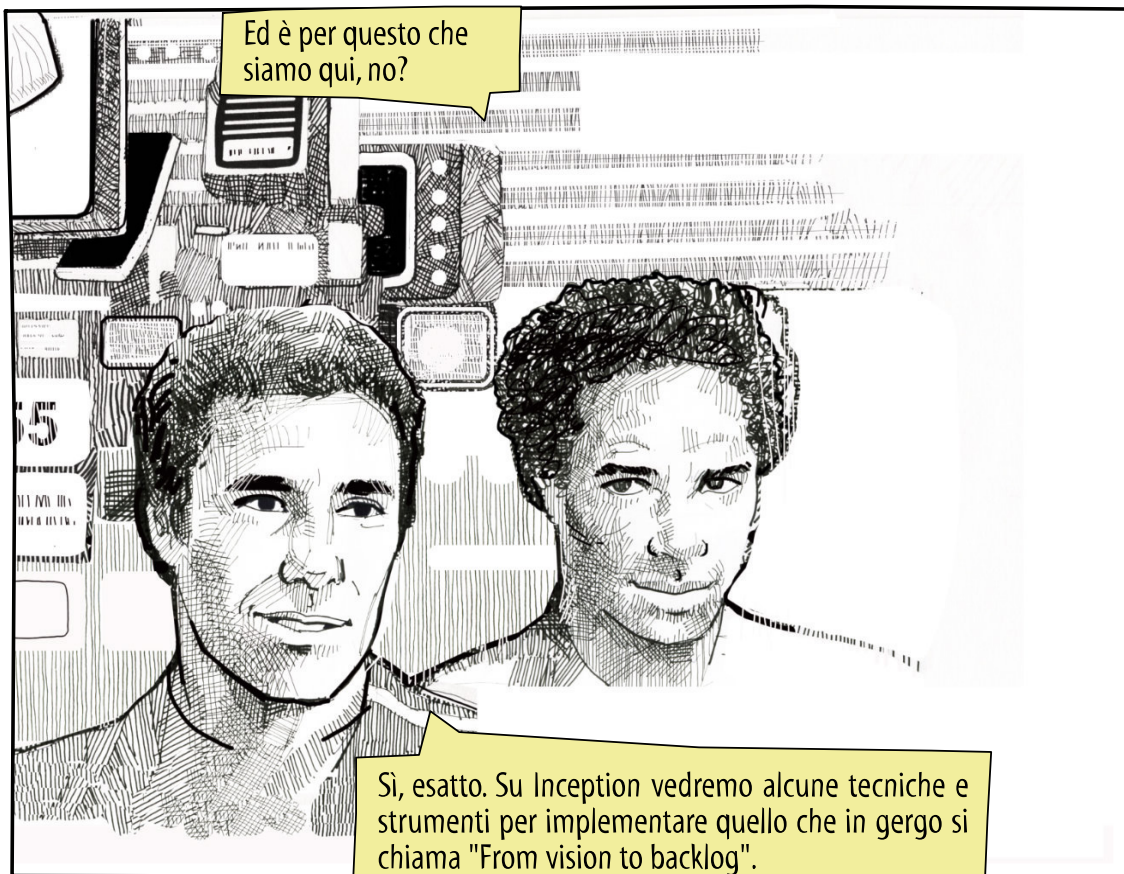 Ed è per questo che
siamo qui, no?
55
Sì, esatto. Su Inception vedremo alcune tecniche e
strumenti per implementare quello che in gergo si
chiama "From vision to backlog".